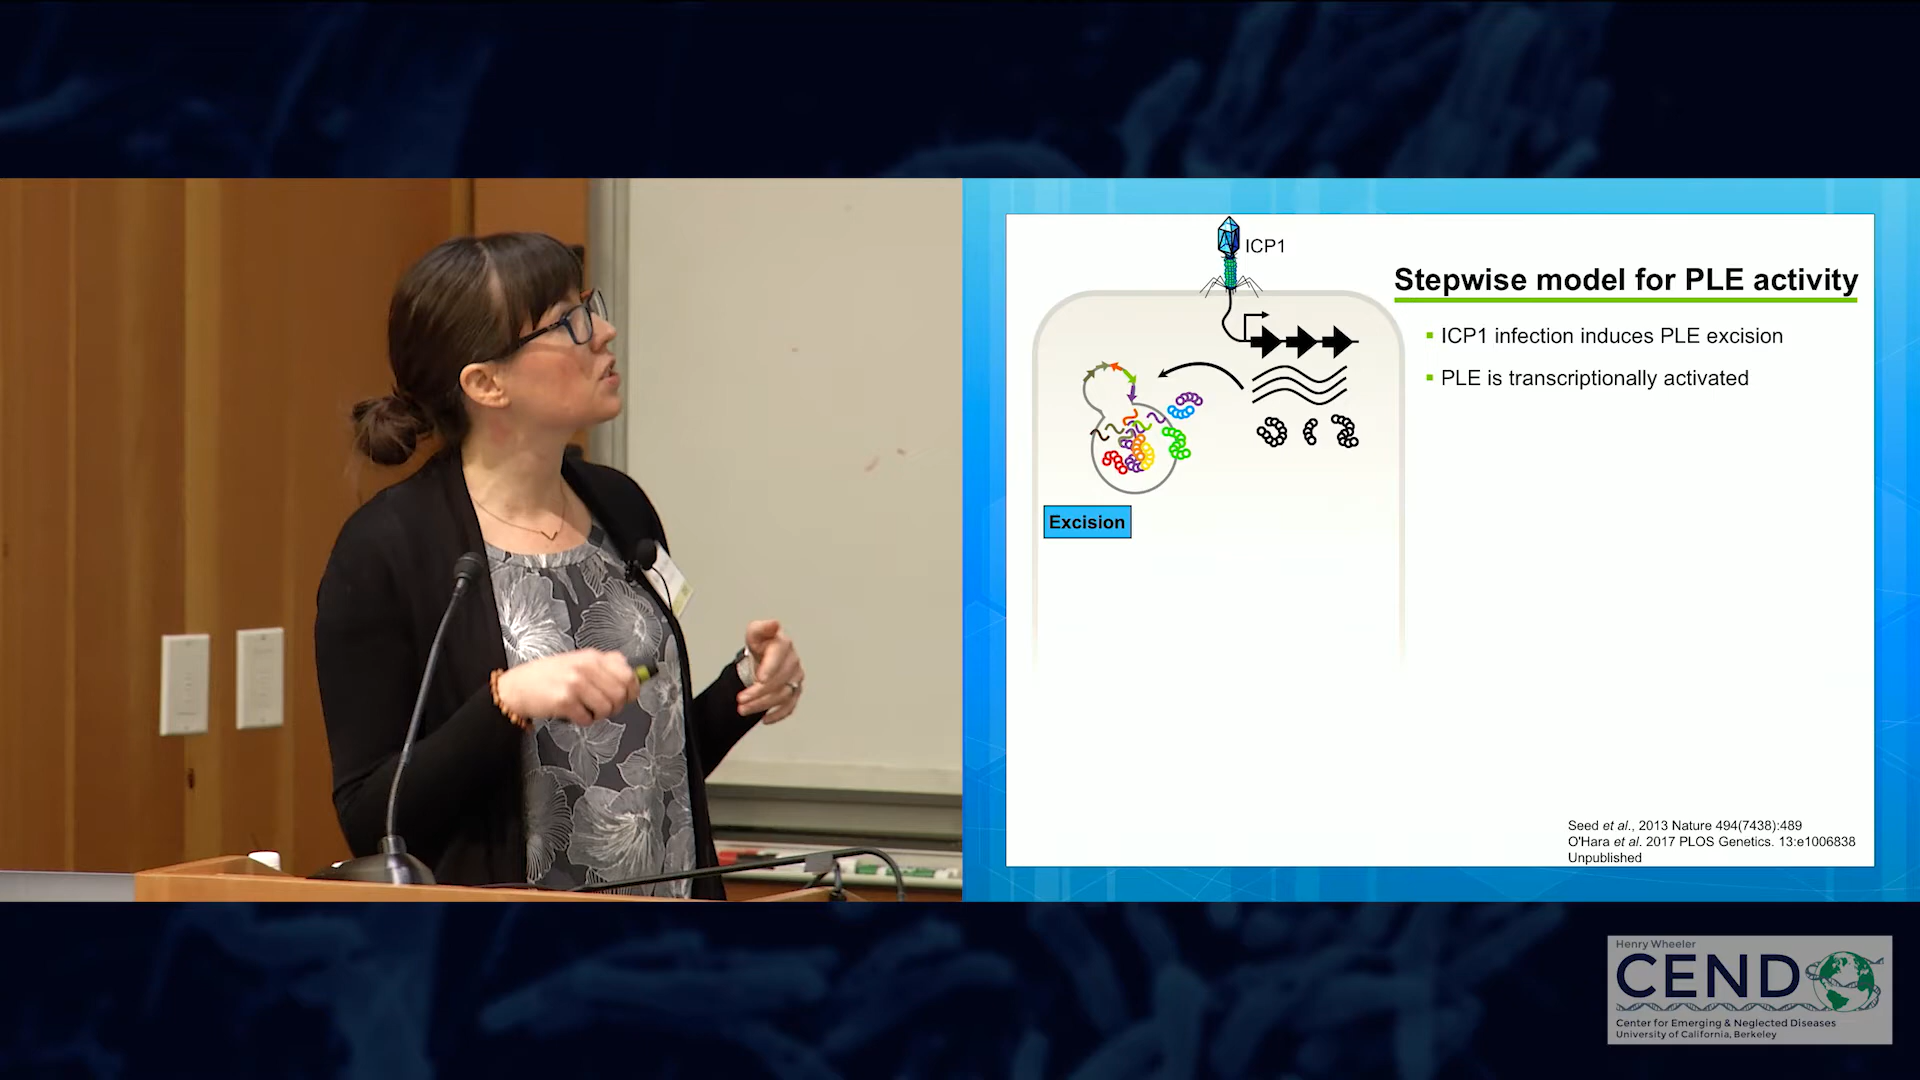 ICP1
Stepwise model for PLE activity
ICP1 infection induces PLE excision
PLE is transcriptionally activated
Excision
Seed et al., 2013 Nature 494(7438):489
O'Hara et al. 2017 PLOS Genetics. 13:e1006838
Unpublished
Henry Wheeler
CEND
Center for Emerging & Neglected Diseases
University of California, Berkeley